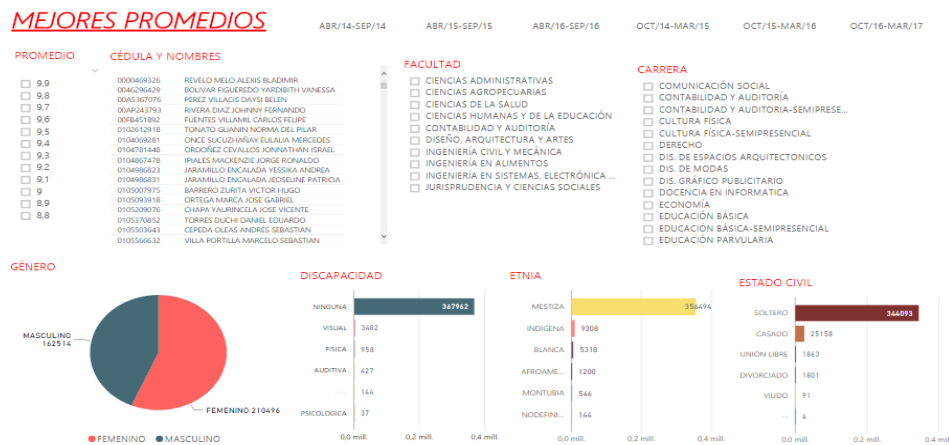 MEJORES PROMEDIOS
ABR/14-SEP/14 ABR/15-SEP/15 ABR/16-SEP/16 OCT/14-MAR/15 OCT/15-MAR/16 OCT/16-MAR/17
PROMEDIO
9,9
9,8
9,7
9,6
9,5
9,4
9,3
9,2
9,1
9
8,9
8,8
CÉDULA Y NOMBRES
0000469326 REVELO MELO ALEXIS BLADIMIR
0046296429 BOLIVAR FIGUEREDO YARDIBITH VANESSA
00A5367076 PEREZ VILLACIS DAYSI BELEN
00AP243793 RIVERA DIAZ JOHNNY FERNANDO
00FB451892 FUENTES VILLAMIL CARLOS FELIPE
0102612918 TONATO GUANIN NORMA DEL PILAR
0104069281 ONCE SUCUZHAÑAY EULALIA MERCEDES
0104781448 ORDOÑEZ CEVALLOS JONNATHAN ISRAEL
0104867478 IPIALES MACKENZIE JORGE RONALDO
0104986823 JARAMILLO ENCALADA YESSIKA ANDREA
0104986831 JARAMILLO ENCALADA JEOSELINE PATRICIA
0105007975 BARRERO ZURITA VICTOR HUGO
0105093918 ORTEGA MARCA JOSE GABRIEL
0105209076 CHAPA YAURINCELA JOSE VICENTE
0105370852 TORRES DUCHI DANIEL EDUARDO
0105503643 CEPEDA OLEAS ANDRES SEBASTIAN
0105566632 VILLA PORTILLA MARCELO SEBASTIAN
FACULTAD
CIENCIAS ADMINISTRATIVAS
CIENCIAS AGROPECUARIAS
CIENCIAS DE LA SALUD
CIENCIAS HUMANAS Y DE LA EDUCACIÓN
CONTABILIDAD Y AUDITORÍA
DISEÑO, ARQUITECTURA Y ARTES
INGENIERÍA CIVIL Y MECÁNICA
INGENIERÍA EN ALIMENTOS
INGENIERÍA EN SISTEMAS, ELECTRÓNICA ...
JURISPRUDENCIA Y CIENCIAS SOCIALES
CARRERA
COMUNICACIÓN SOCIAL
CONTABILIDAD Y AUDITORÍA
CONTABILIDAD Y AUDITORIA-SEMIPRESE...
CULTURA FÍSICA
CULTURA FÍSICA-SEMIPRESENCIAL
DERECHO
DIS. DE ESPACIOS ARQUITECTONICOS
DIS. DE MODAS
DIS. GRÁFICO PUBLICITARIO
DOCENCIA EN INFORMATICA
ECONOMÍA
EDUCACIÓN BÁSICA
EDUCACIÓN BÁSICA-SEMIPRESENCIAL
EDUCACIÓN PARVULARIA
GÉNERO
MASCULINO
162514
FEMENINO 210496
FEMENINO MASCULINO
DISCAPACIDAD
NINGUNA 367962
VISUAL 3482
FISICA 958
AUDITIVA 427
... 144
PSICOLOGICA 37
0,0 mill. 0,2 mill. 0,4 mill.
ETNIA
MESTIZA 356494
INDIGENA 9308
BLANCA 5318
AFROAME... 1200
MONTUBIA 546
NODEFINI... 144
0,0 mill. 0,2 mill. 0,4 mill.
ESTADO CIVIL
SOLTERO 344093
CASADO 25158
UNIÓN LIBRE 1863
DIVORCIADO 1801
VIUDO 91
... 4
0,0 mill. 0,2 mill. 0,4 mill.